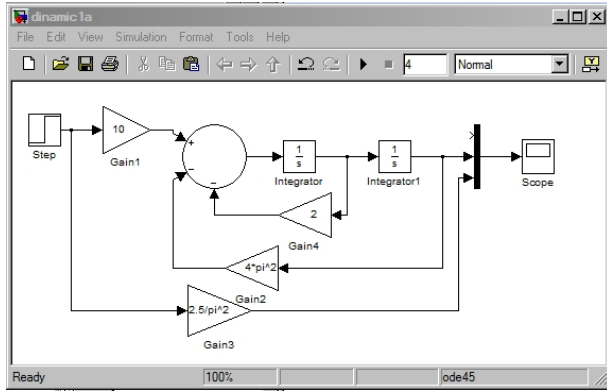 dinamic1a
File Edit View Simulation Format Tools Help
4 Normal
Step
10
Gain1
+
−
−
1
s
Integrator
1
s
Integrator1
Scope
2
Gain4
4*pi^2
Gain2
2.5/pi^2
Gain3
Ready 100% ode45